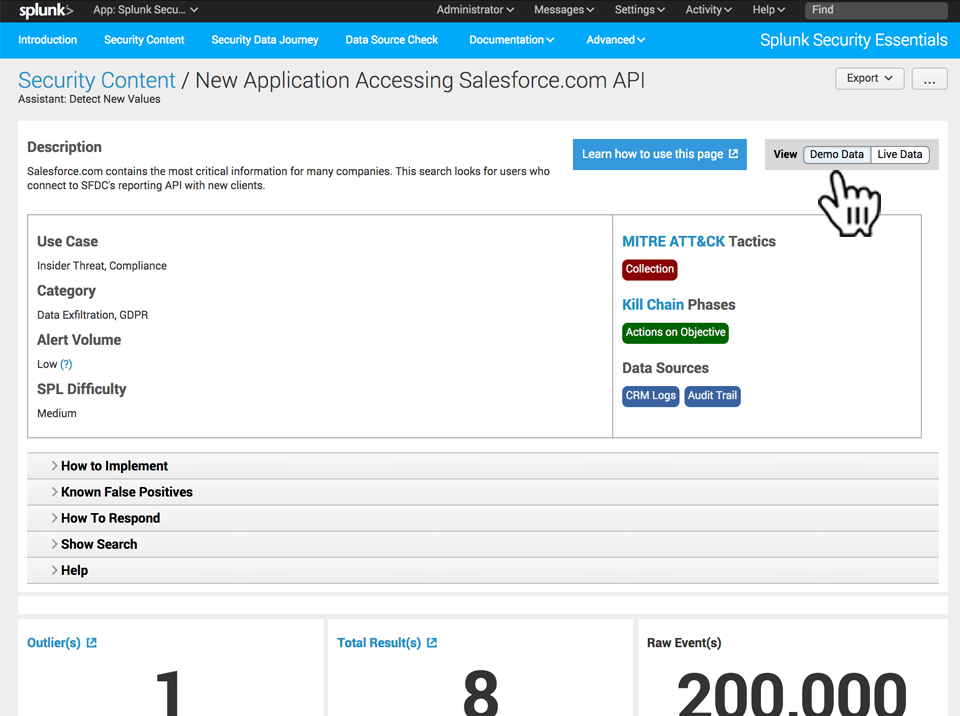 splunk> App: Splunk Secu... Administrator Messages Settings Activity Help Find
Introduction Security Content Security Data Journey Data Source Check Documentation Advanced Splunk Security Essentials
Security Content / New Application Accessing Salesforce.com API
Export ...
Assistant: Detect New Values
Description
Learn how to use this page
View Demo Data Live Data
Salesforce.com contains the most critical information for many companies. This search looks for users who
connect to SFDC's reporting API with new clients.
Use Case
Insider Threat, Compliance
Category
Data Exfiltration, GDPR
Alert Volume
Low (?)
SPL Difficulty
Medium
MITRE ATT&CK Tactics
Collection
Kill Chain Phases
Actions on Objective
Data Sources
CRM Logs Audit Trail
How to Implement
Known False Positives
How To Respond
Show Search
Help
Outlier(s)
1
Total Result(s)
8
Raw Event(s)
200,000